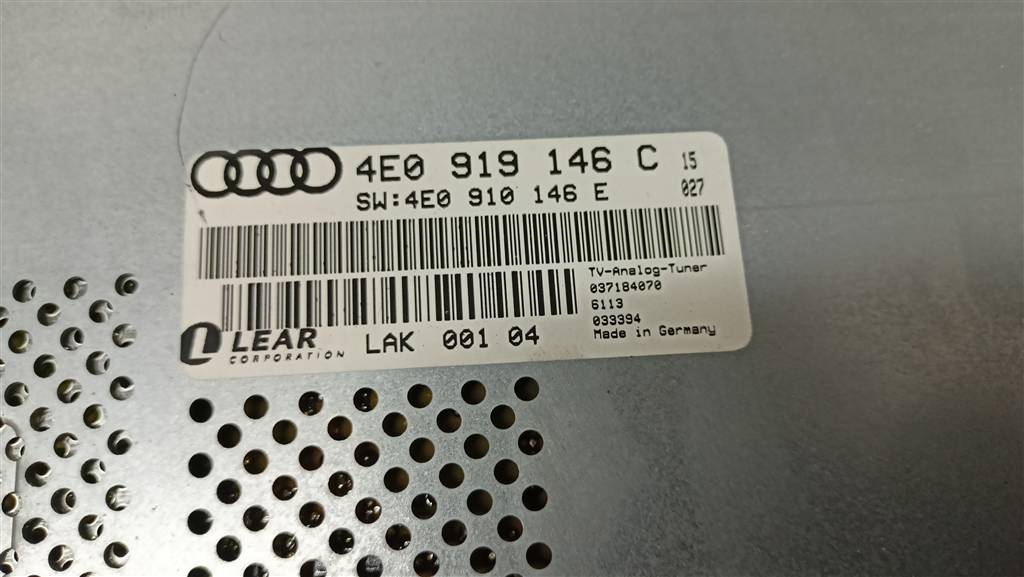 4E0 919 146 C 15
SW:4E0 910 146 E 027
TV-Analog-Tuner
037184070
6113
033394
Made in Germany
LEAR
CORPORATION
LAK 001 04